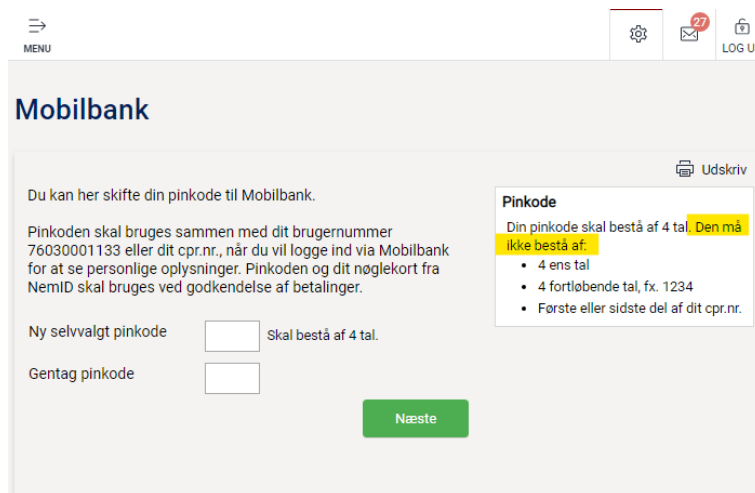 MENU
27
LOG U
Mobilbank
Udskriv
Du kan her skifte din pinkode til Mobilbank.
Pinkoden skal bruges sammen med dit brugernummer
76030001133 eller dit cpr.nr., når du vil logge ind via Mobilbank
for at se personlige oplysninger. Pinkoden og dit nøglekort fra
NemID skal bruges ved godkendelse af betalinger.
Ny selvvalgt pinkode
Skal bestå af 4 tal.
Gentag pinkode
Næste
Pinkode
Din pinkode skal bestå af 4 tal. Den må
ikke bestå af:
• 4 ens tal
• 4 fortløbende tal, fx. 1234
• Første eller sidste del af dit cpr.nr.